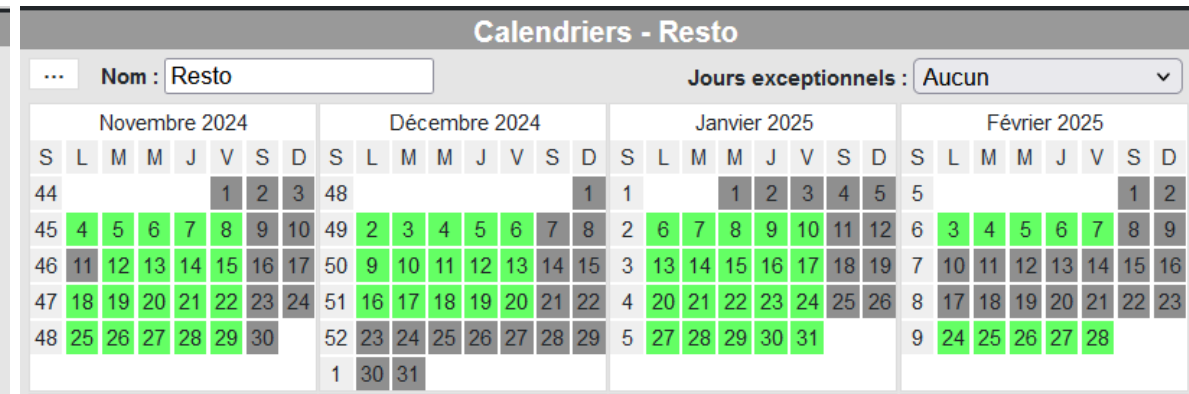 Calendriers - Resto
... Nom : Resto Jours exceptionnels : Aucun
Novembre 2024 Décembre 2024 Janvier 2025 Février 2025
S L M M J V S D S L M M J V S D S L M M J V S D S L M M J V S D
44 1 2 3 48 1 1 1 2 3 4 5 5 1 2
45 4 5 6 7 8 9 10 49 2 3 4 5 6 7 8 2 6 7 8 9 10 11 12 6 3 4 5 6 7 8 9
46 11 12 13 14 15 16 17 50 9 10 11 12 13 14 15 3 13 14 15 16 17 18 19 7 10 11 12 13 14 15 16
47 18 19 20 21 22 23 24 51 16 17 18 19 20 21 22 4 20 21 22 23 24 25 26 8 17 18 19 20 21 22 23
48 25 26 27 28 29 30 52 23 24 25 26 27 28 29 5 27 28 29 30 31 9 24 25 26 27 28
1 30 31